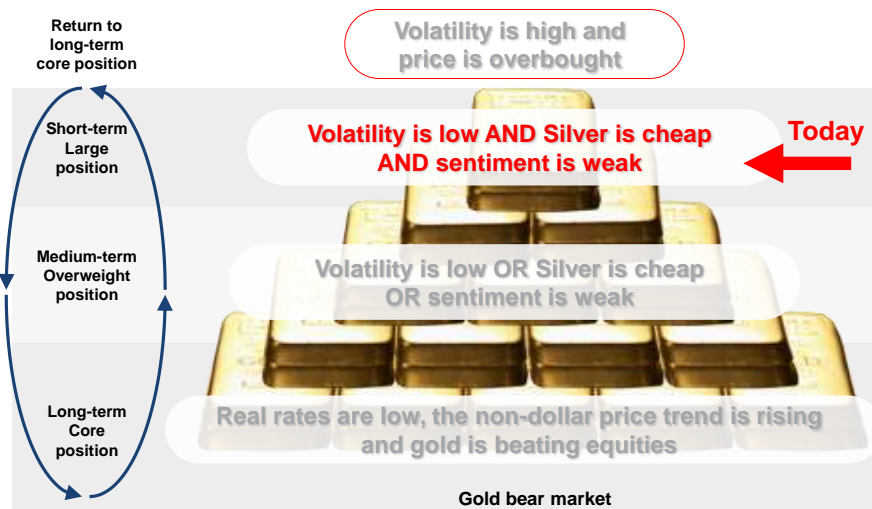 Return to
long-term
core position
Volatility is high and
price is overbought
Short-term
Large
position
Volatility is low AND Silver is cheap
AND sentiment is weak
Today
Medium-term
Overweight
position
Volatility is low OR Silver is cheap
OR sentiment is weak
Long-term
Core
position
Real rates are low, the non-dollar price trend is rising
and gold is beating equities
Gold bear market